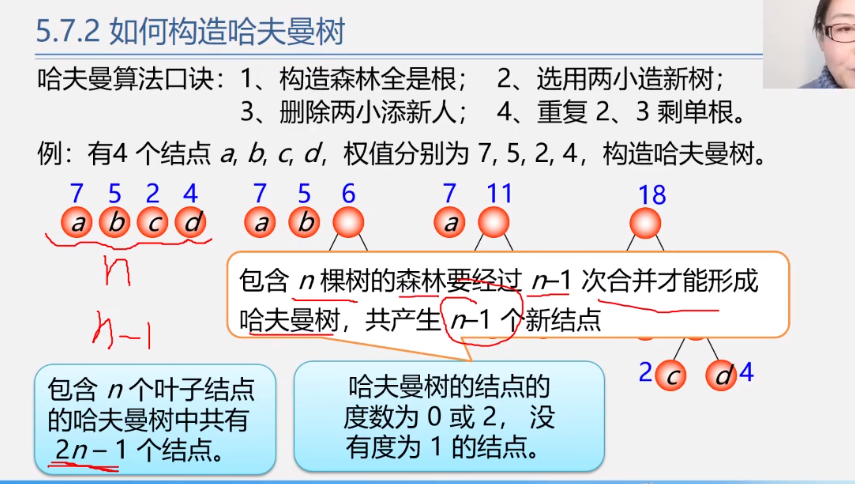 5.7.2 如何构造哈夫曼树
哈夫曼算法口诀：1、构造森林全是根； 2、选用两小造新树；
3、删除两小添新人； 4、重复 2、3 剩单根。
例：有4 个结点 a, b, c, d，权值分别为 7, 5, 2, 4，构造哈夫曼树。
7 5 2 4 7 5 6 7 11 18
a b c d a b a
n
n-1
包含 n 棵树的森林要经过 n–1 次合并才能形成
哈夫曼树，共产生 n–1 个新结点
2 c d 4
包含 n 个叶子结点
的哈夫曼树中共有
2n – 1 个结点。
哈夫曼树的结点的
度数为 0 或 2， 没
有度为 1 的结点。